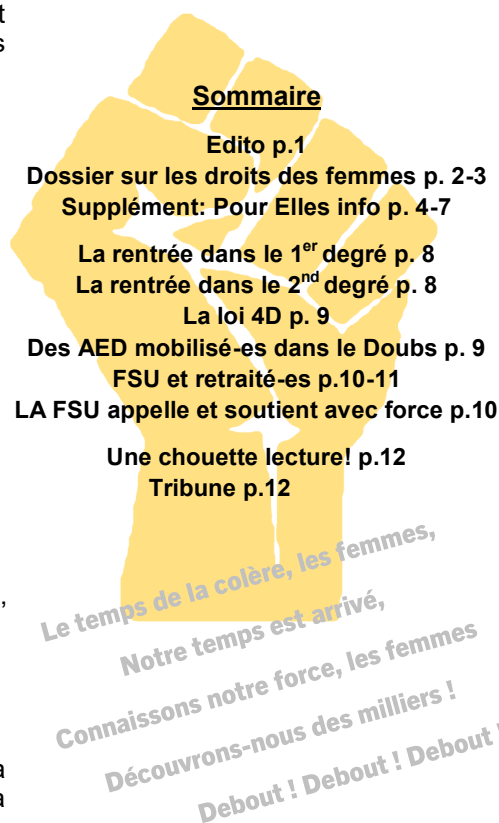 Sommaire
Edito p.1
Dossier sur les droits des femmes p. 2-3
Supplément: Pour Elles info p. 4-7
La rentrée dans le 1er degré p. 8
La rentrée dans le 2nd degré p. 8
La loi 4D p. 9
Des AED mobilisé-es dans le Doubs p. 9
FSU et retraité-es p.10-11
LA FSU appelle et soutient avec force p.10
Une chouette lecture! p.12
Tribune p.12
Le temps de la colère, les femmes,
Notre temps est arrivé,
Connaissons notre force, les femmes
Découvrons-nous des milliers !
Debout ! Debout ! Debout !